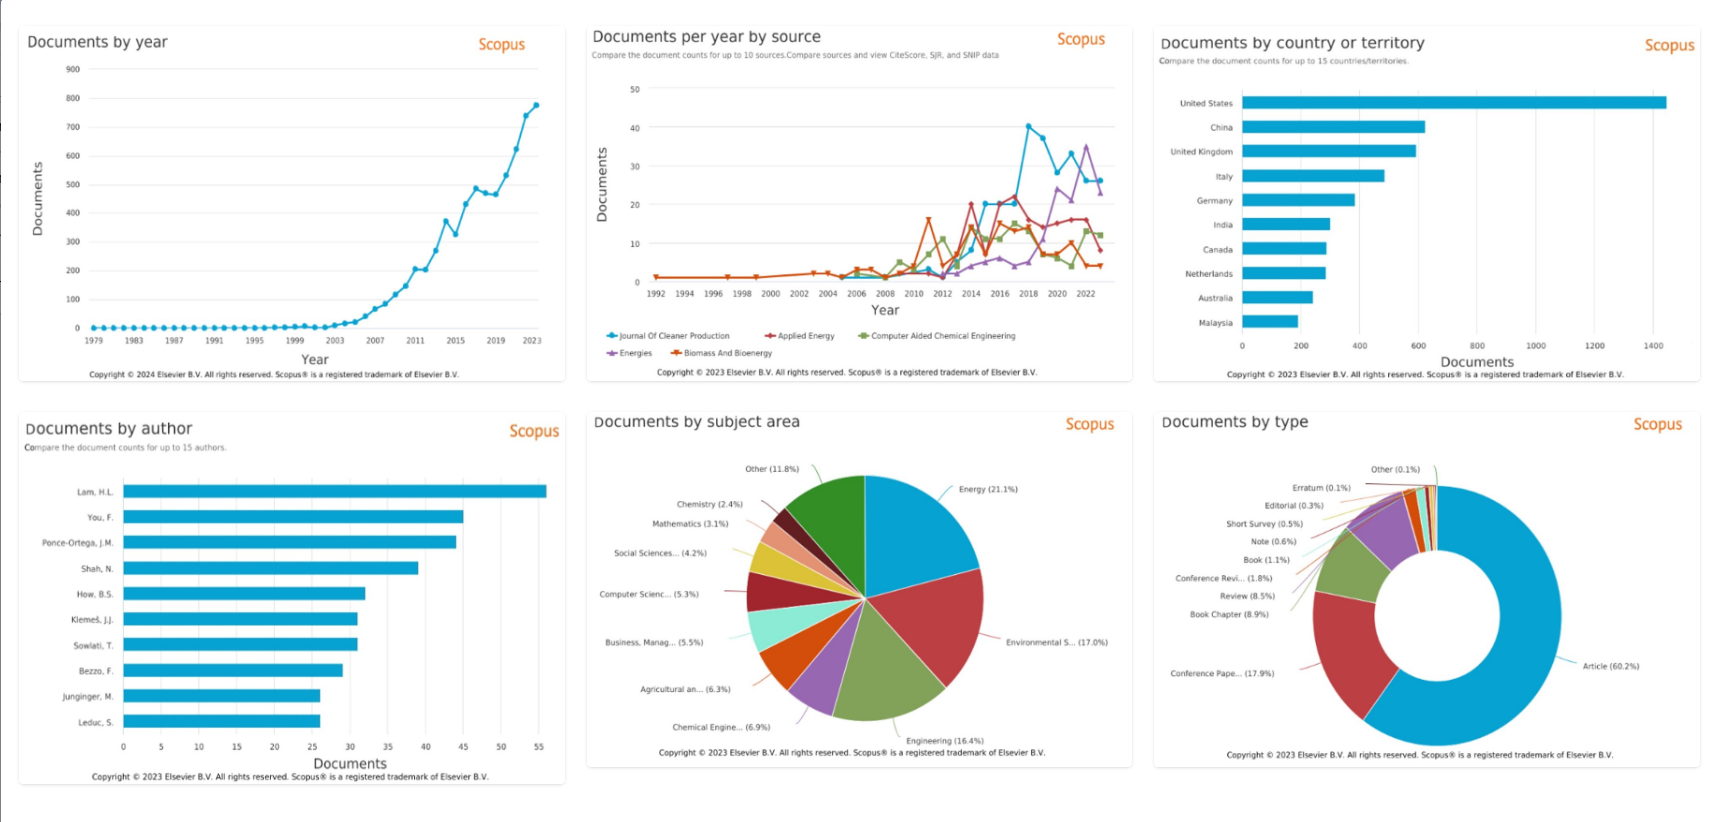 Documents by year
Scopus
900
800
700
600
500
400
300
200
100
0
Documents
1979 1983 1987 1991 1995 1999 2003 2007 2011 2015 2019 2023
Year
Copyright © 2024 Elsevier B.V. All rights reserved. Scopus® is a registered trademark of Elsevier B.V.
Documents per year by source
Scopus
Compare the document counts for up to 10 sources.Compare sources and view CiteScore, SJR, and SNIP data
50
40
30
20
10
0
Documents
1992 1994 1996 1998 2000 2002 2004 2006 2008 2010 2012 2014 2016 2018 2020 2022
Year
Journal Of Cleaner Production Applied Energy Computer Aided Chemical Engineering
Energies Biomass And Bioenergy
Copyright © 2023 Elsevier B.V. All rights reserved. Scopus® is a registered trademark of Elsevier B.V.
Documents by country or territory
Scopus
Compare the document counts for up to 15 countries/territories.
United States
China
United Kingdom
Italy
Germany
India
Canada
Netherlands
Australia
Malaysia
0 200 400 600 800 1000 1200 1400
Documents
Copyright © 2023 Elsevier B.V. All rights reserved. Scopus® is a registered trademark of Elsevier B.V.
Documents by author
Scopus
Compare the document counts for up to 15 authors.
Lam, H.L.
You, F.
Ponce-Ortega, J.M.
Shah, N.
How, B.S.
Klemeš, J.J.
Sowlati, T.
Bezzo, F.
Junginger, M.
Leduc, S.
0 5 10 15 20 25 30 35 40 45 50 55
Documents
Copyright © 2023 Elsevier B.V. All rights reserved. Scopus® is a registered trademark of Elsevier B.V.
Documents by subject area
Scopus
Other (11.8%)
Chemistry (2.4%)
Mathematics (3.1%)
Social Sciences... (4.2%)
Computer Scienc... (5.3%)
Business, Manag... (5.5%)
Agricultural an... (6.3%)
Chemical Engine... (6.9%)
Energy (21.1%)
Environmental S... (17.0%)
Engineering (16.4%)
Copyright © 2023 Elsevier B.V. All rights reserved. Scopus® is a registered trademark of Elsevier B.V.
Documents by type
Scopus
Other (0.1%)
Erratum (0.1%)
Editorial (0.3%)
Short Survey (0.5%)
Note (0.6%)
Book (1.1%)
Conference Revi... (1.8%)
Review (8.5%)
Book Chapter (8.9%)
Conference Pape... (17.9%)
Article (60.2%)
Copyright © 2023 Elsevier B.V. All rights reserved. Scopus® is a registered trademark of Elsevier B.V.